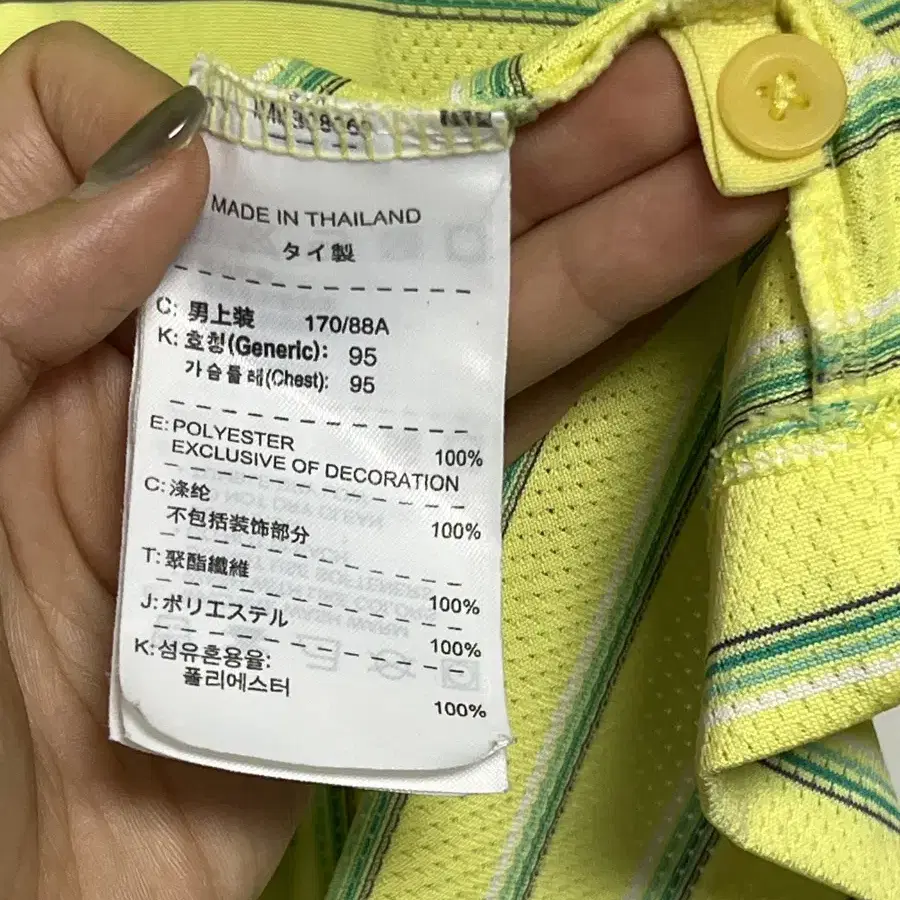 MADE IN THAILAND
タイ製
C: 男上装 170/88A
K: 호칭(Generic): 95
가슴둘레(Chest): 95
E: POLYESTER 100%
EXCLUSIVE OF DECORATION
C: 涤纶 100%
不包括装饰部分
T: 聚酯纖維 100%
J: ポリエステル 100%
K: 섬유혼용율:
폴리에스터 100%